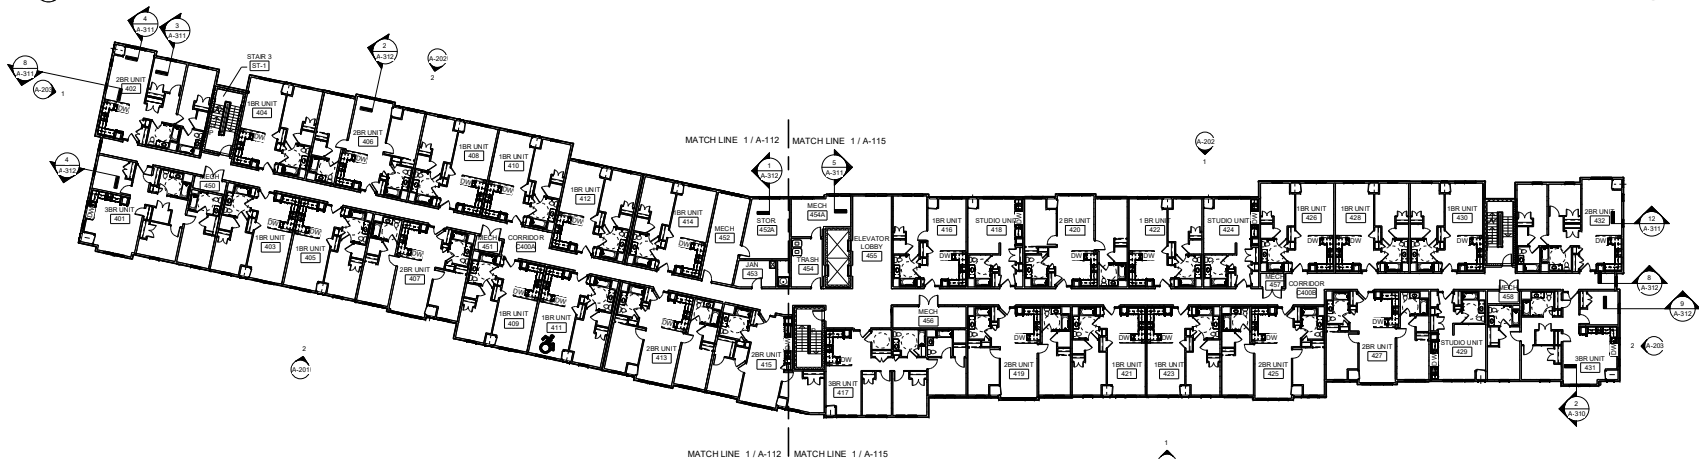 4
A-311
3
A-311
2
A-312
A-202
2
8
A-311
A-203
1
STAIR 3
ST-1
2BR UNIT
402
1BR UNIT
404
2BR UNIT
406
1BR UNIT
408
1BR UNIT
410
1BR UNIT
412
1BR UNIT
414
MECH
452
STOR.
452A
JAN
453
4
A-312
3BR UNIT
401
MECH
450
1BR UNIT
403
1BR UNIT
405
2BR UNIT
407
MECH
451
CORRIDOR
C400A
1BR UNIT
409
1BR UNIT
411
2BR UNIT
413
2BR UNIT
415
2
A-201
MATCH LINE 1 / A-112
MATCH LINE 1 / A-115
1
A-312
5
A-311
A-202
1
MECH
454A
TRASH
454
ELEVATOR
LOBBY
455
1BR UNIT
416
STUDIO UNIT
418
2 BR UNIT
420
1 BR UNIT
422
STUDIO UNIT
424
1BR UNIT
426
1BR UNIT
428
1BR UNIT
430
2BR UNIT
432
12
A-311
8
A-312
9
A-312
MECH
457
CORRIDOR
C400B
MECH
458
MECH
456
3BR UNIT
417
2BR UNIT
419
1BR UNIT
421
1BR UNIT
423
2BR UNIT
425
2BR UNIT
427
STUDIO UNIT
429
3BR UNIT
431
2
A-203
2
A-310
1
MATCH LINE 1 / A-112
MATCH LINE 1 / A-115